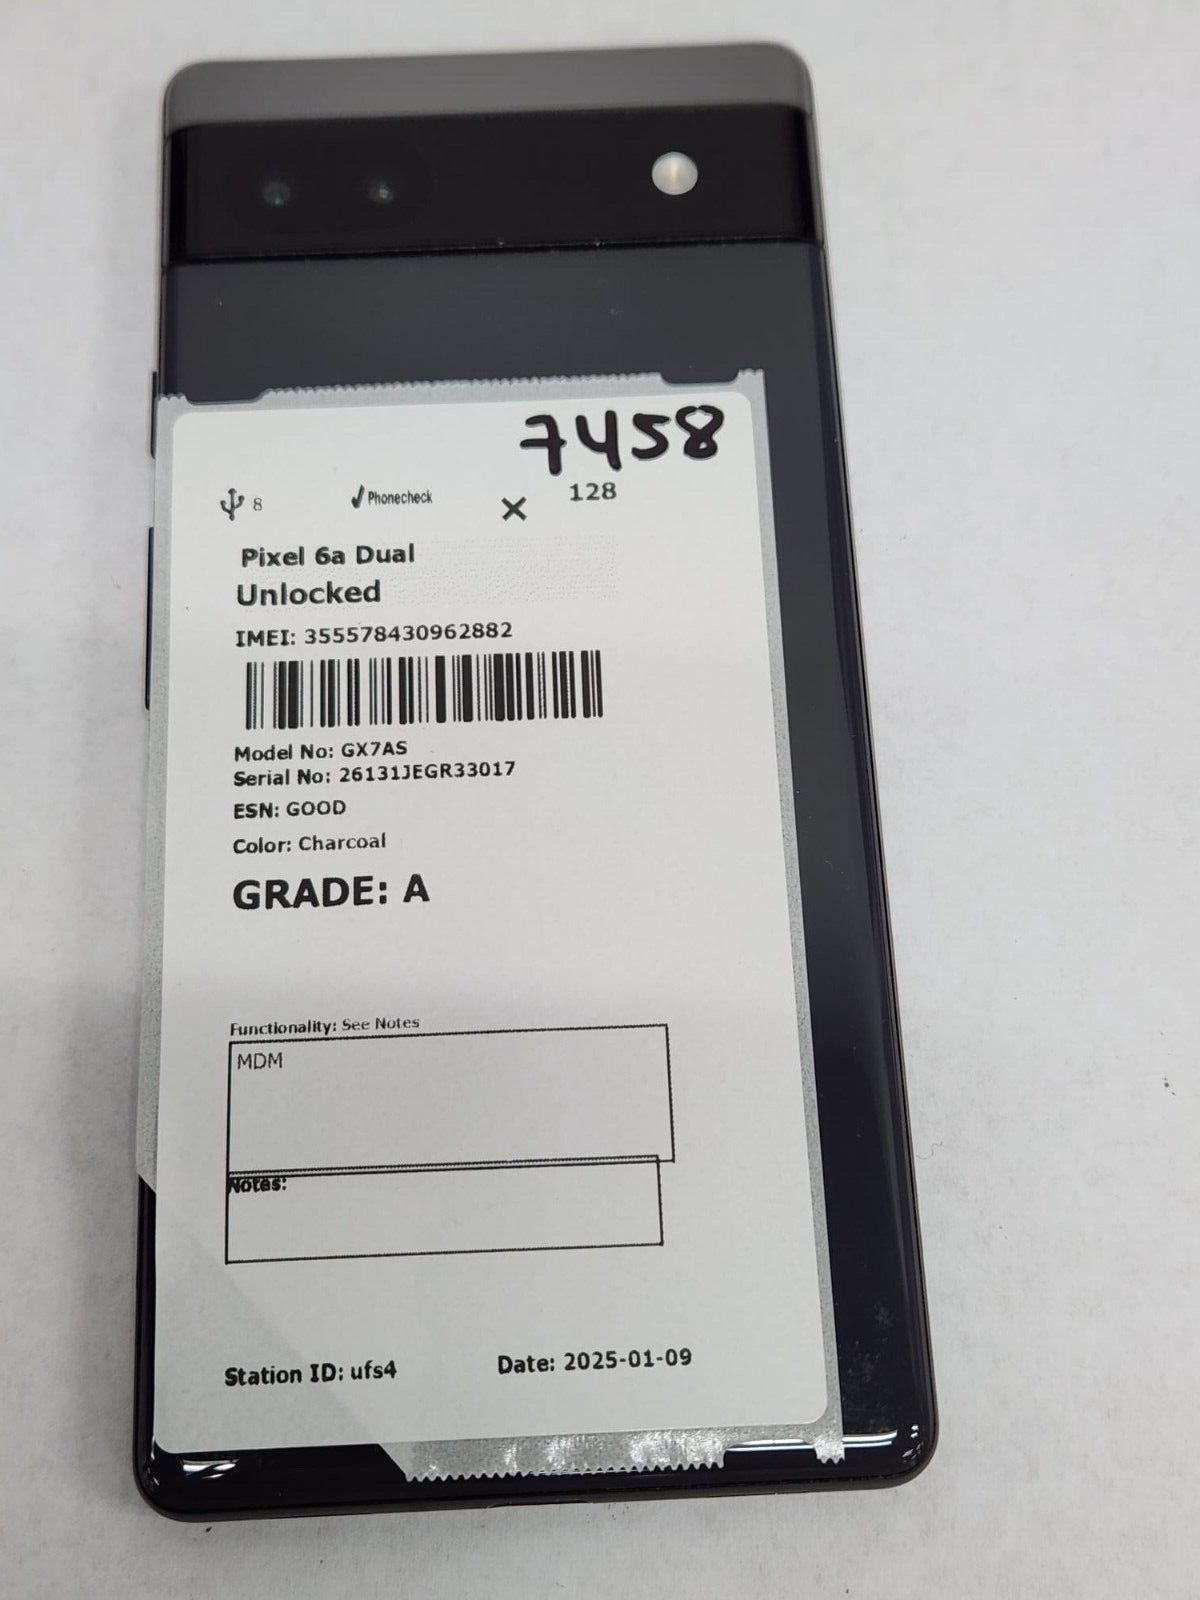 7458
8 Phonecheck × 128
Pixel 6a Dual
Unlocked
IMEI: 355578430962882
Model No: GX7AS
Serial No: 26131JEGR33017
ESN: GOOD
Color: Charcoal
GRADE: A
Functionality: See Notes
MDM
Notes:
Station ID: ufs4 Date: 2025-01-09